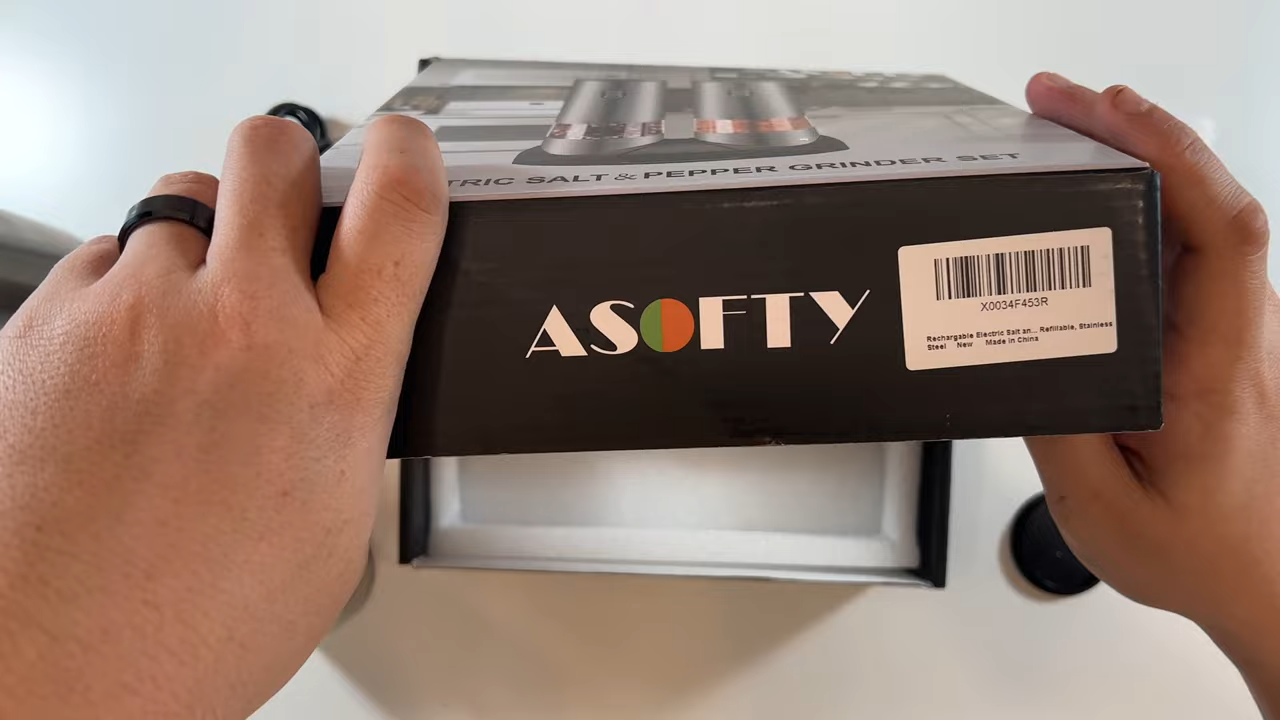 TRIC SALT & PEPPER GRINDER SET
ASOFTY
X0034F453R
Rechargable Electric Salt an... Refillable, Stainless
Steel New Made in China